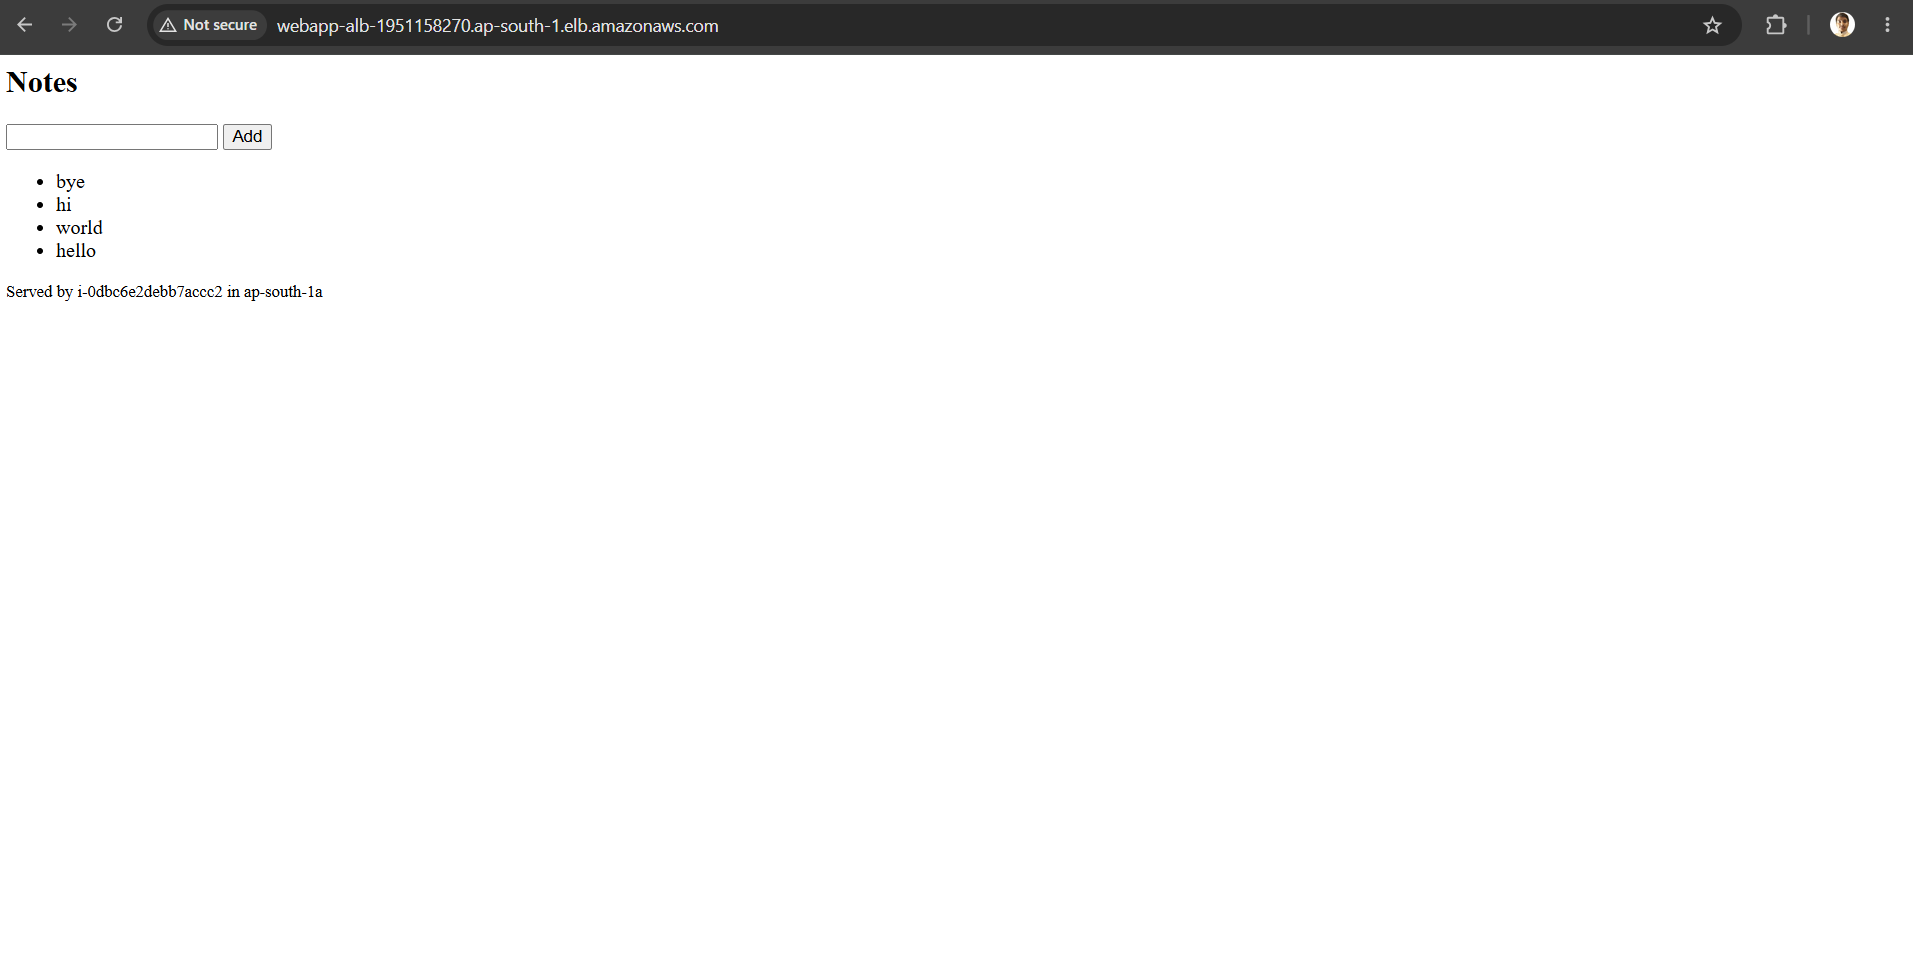 Not secure webapp-alb-1951158270.ap-south-1.elb.amazonaws.com
Notes
Add
bye
hi
world
hello
Served by i-0dbc6e2debb7accc2 in ap-south-1a